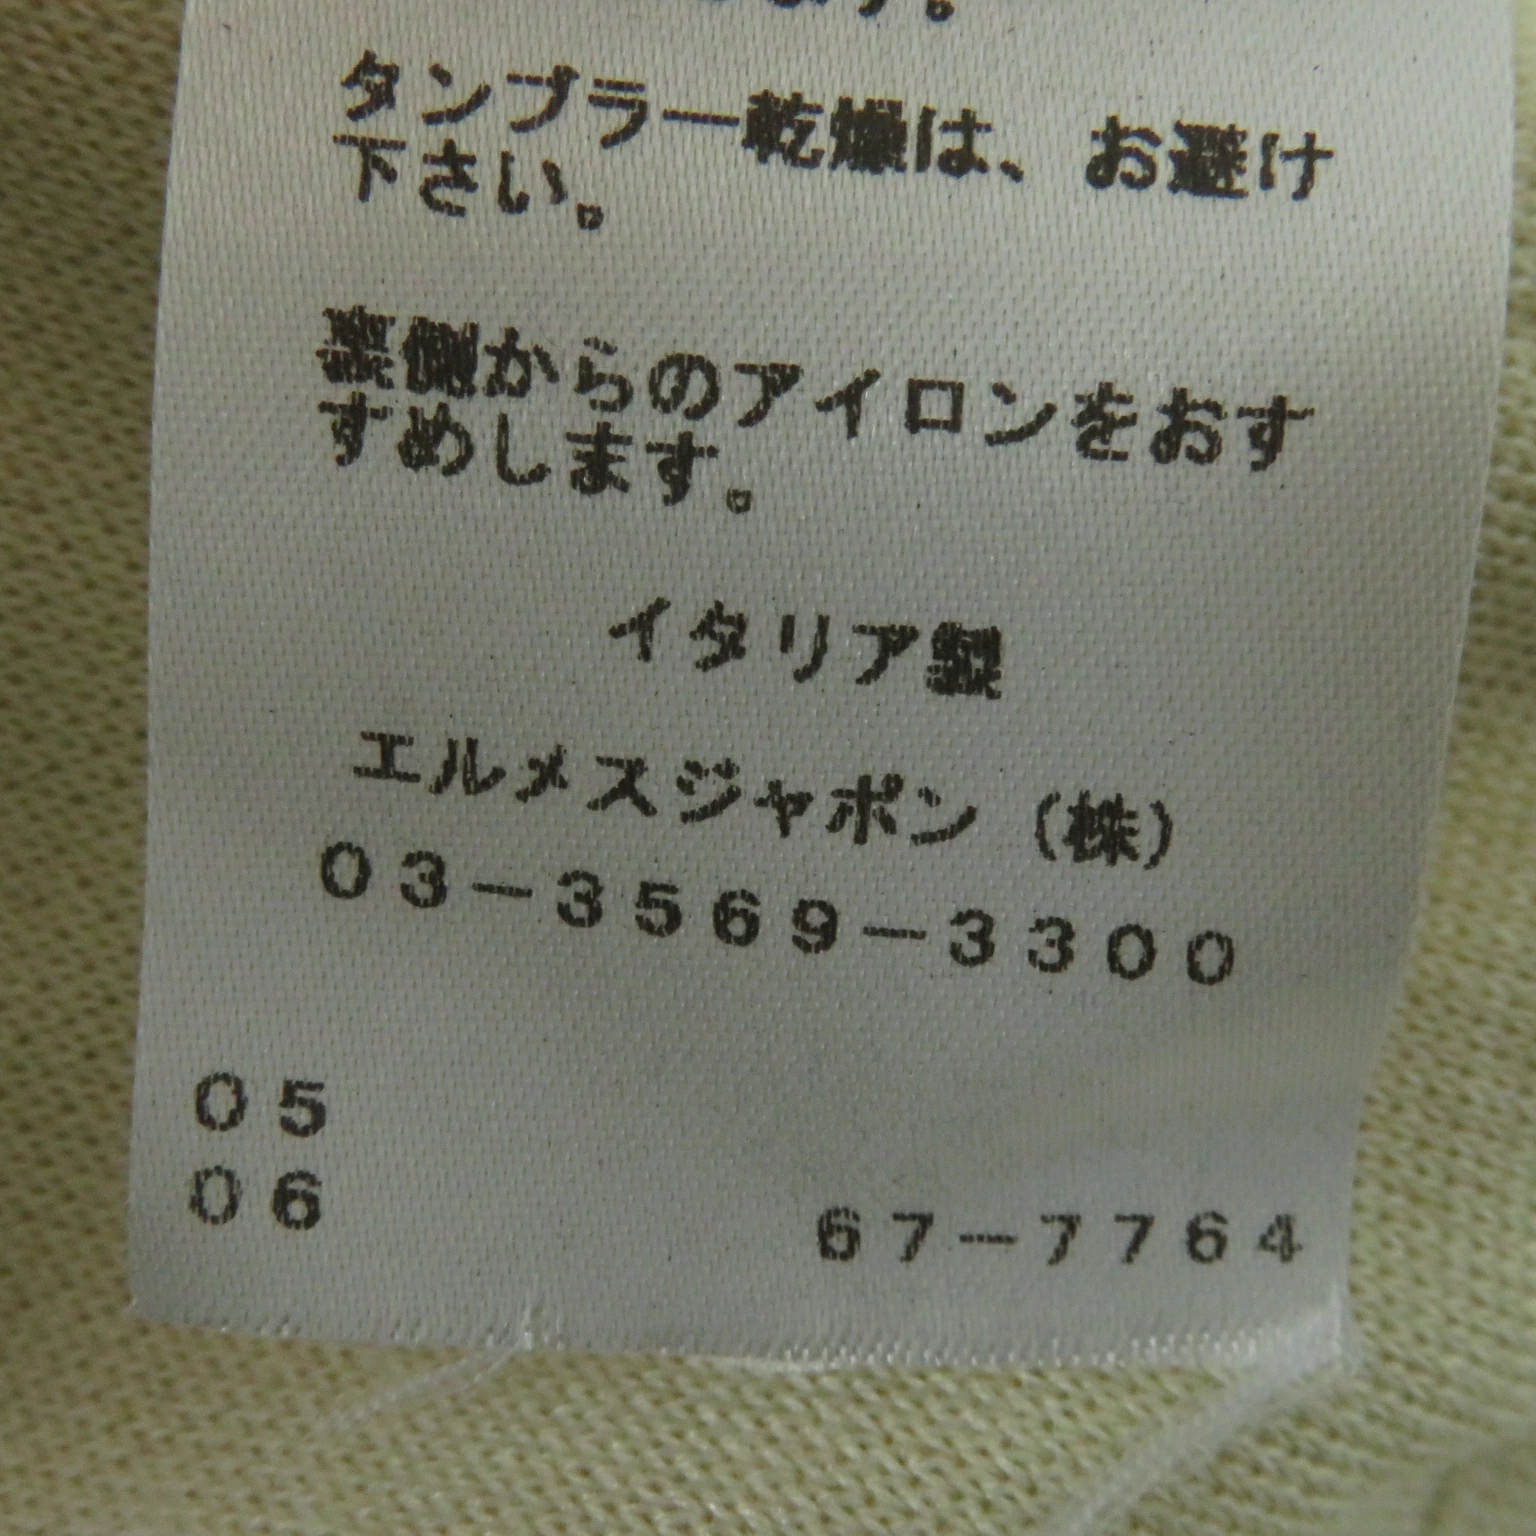 ます。
タンブラー乾燥は、お避け
下さい。
裏側からのアイロンをおす
すめします。
イタリア製
エルメスジャポン（株）
０３－３５６９－３３００
０５
０６
６７－７７６４